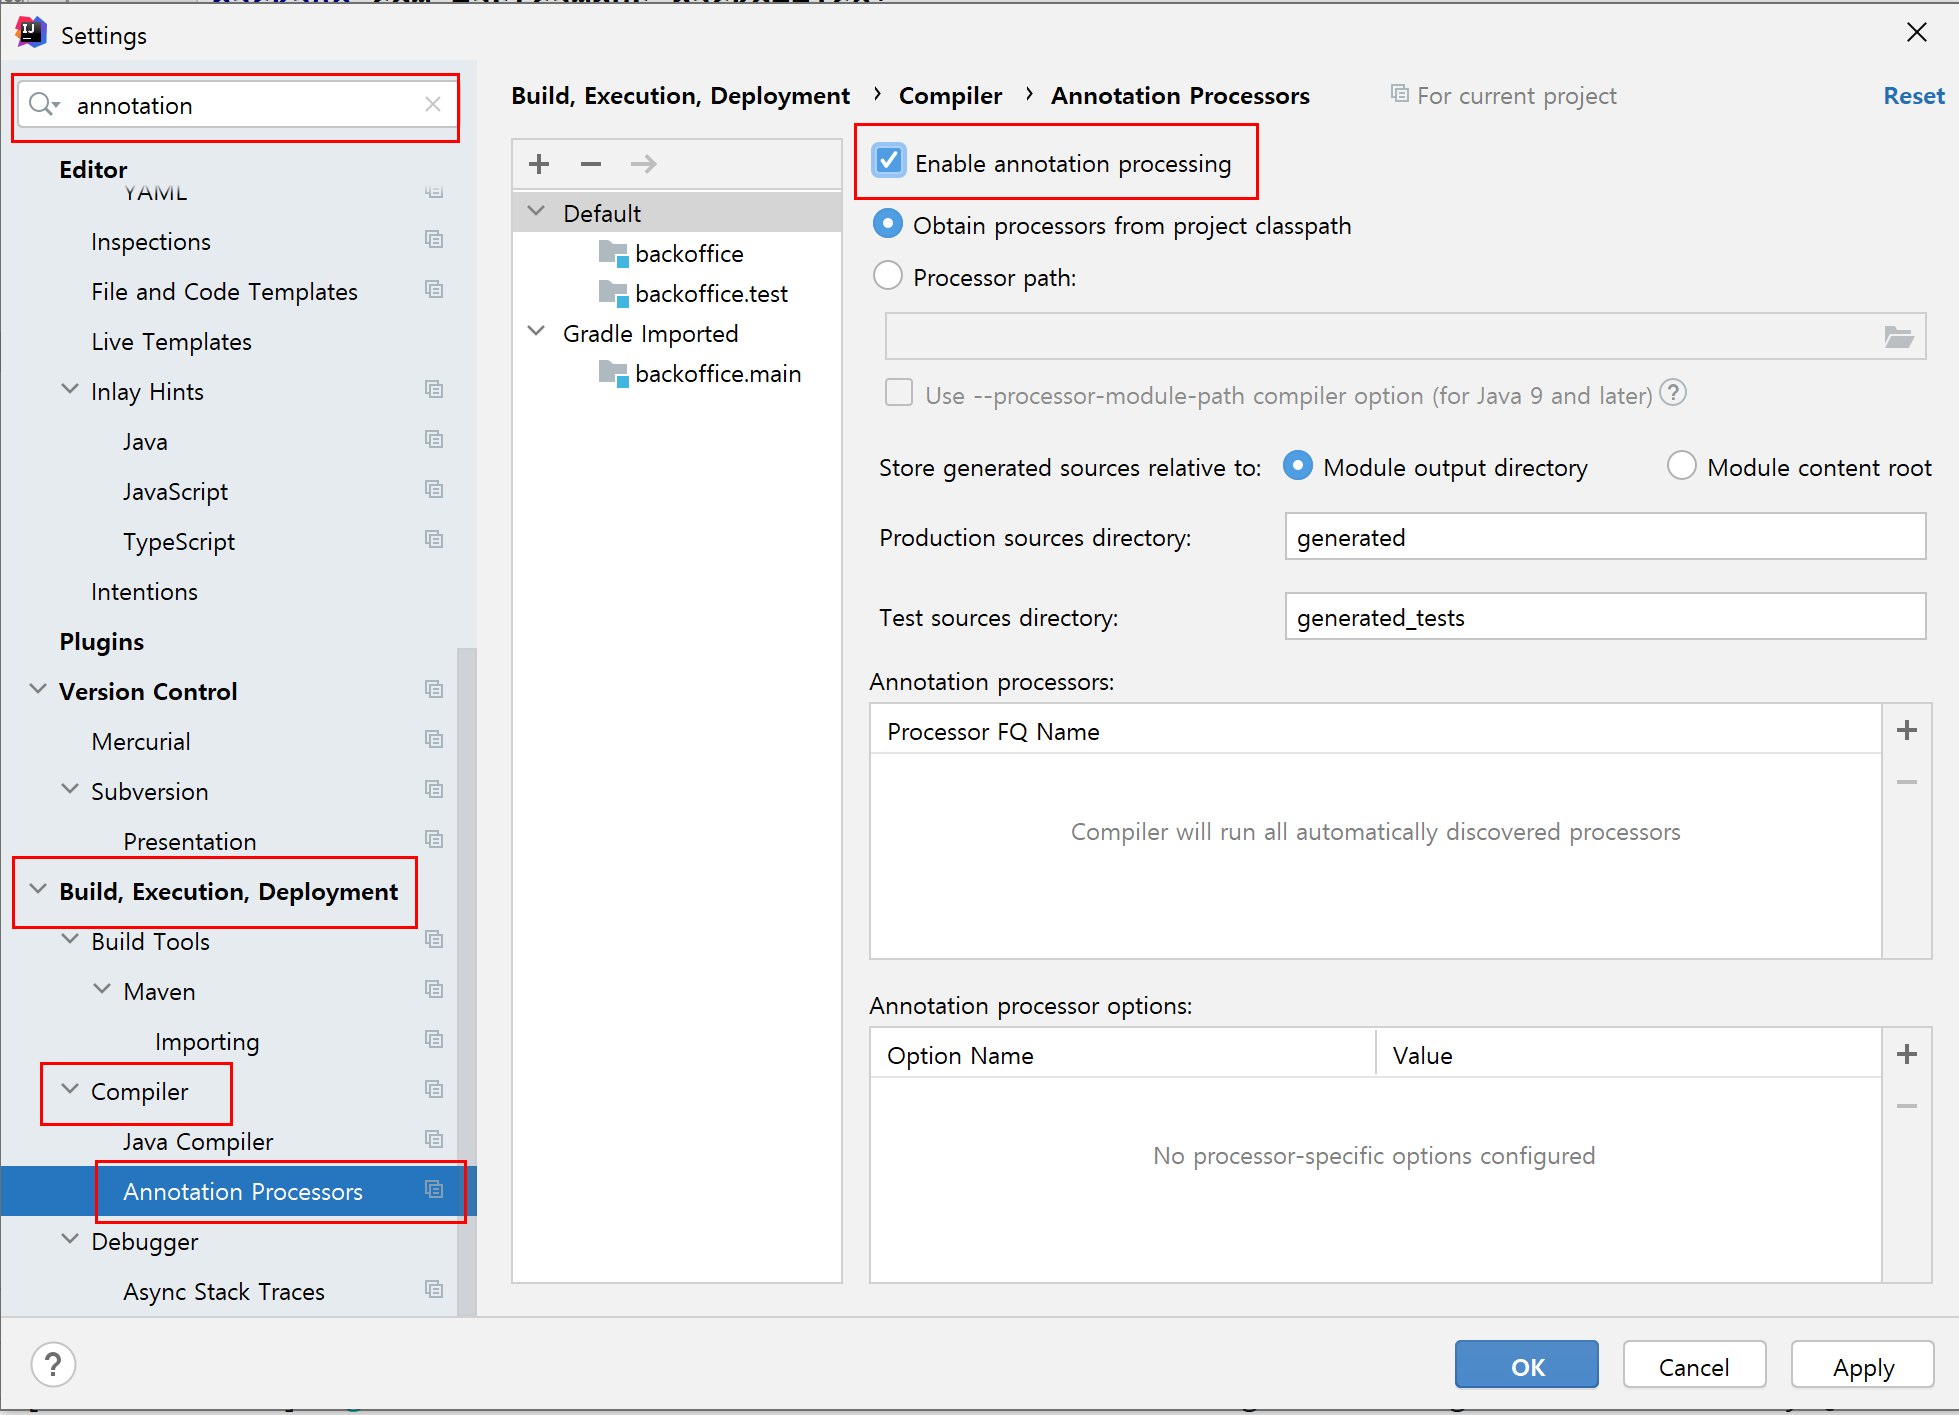 Settings
annotation
Editor
YAML
Inspections
File and Code Templates
Live Templates
Inlay Hints
Java
JavaScript
TypeScript
Intentions
Plugins
Version Control
Mercurial
Subversion
Presentation
Build, Execution, Deployment
Build Tools
Maven
Importing
Compiler
Java Compiler
Annotation Processors
Debugger
Async Stack Traces
Build, Execution, Deployment › Compiler › Annotation Processors
For current project
Reset
Default
backoffice
backoffice.test
Gradle Imported
backoffice.main
Enable annotation processing
Obtain processors from project classpath
Processor path:
Use --processor-module-path compiler option (for Java 9 and later) ?
Store generated sources relative to: Module output directory Module content root
Production sources directory: generated
Test sources directory: generated_tests
Annotation processors:
Processor FQ Name
Compiler will run all automatically discovered processors
Annotation processor options:
Option Name Value
No processor-specific options configured
? OK Cancel Apply